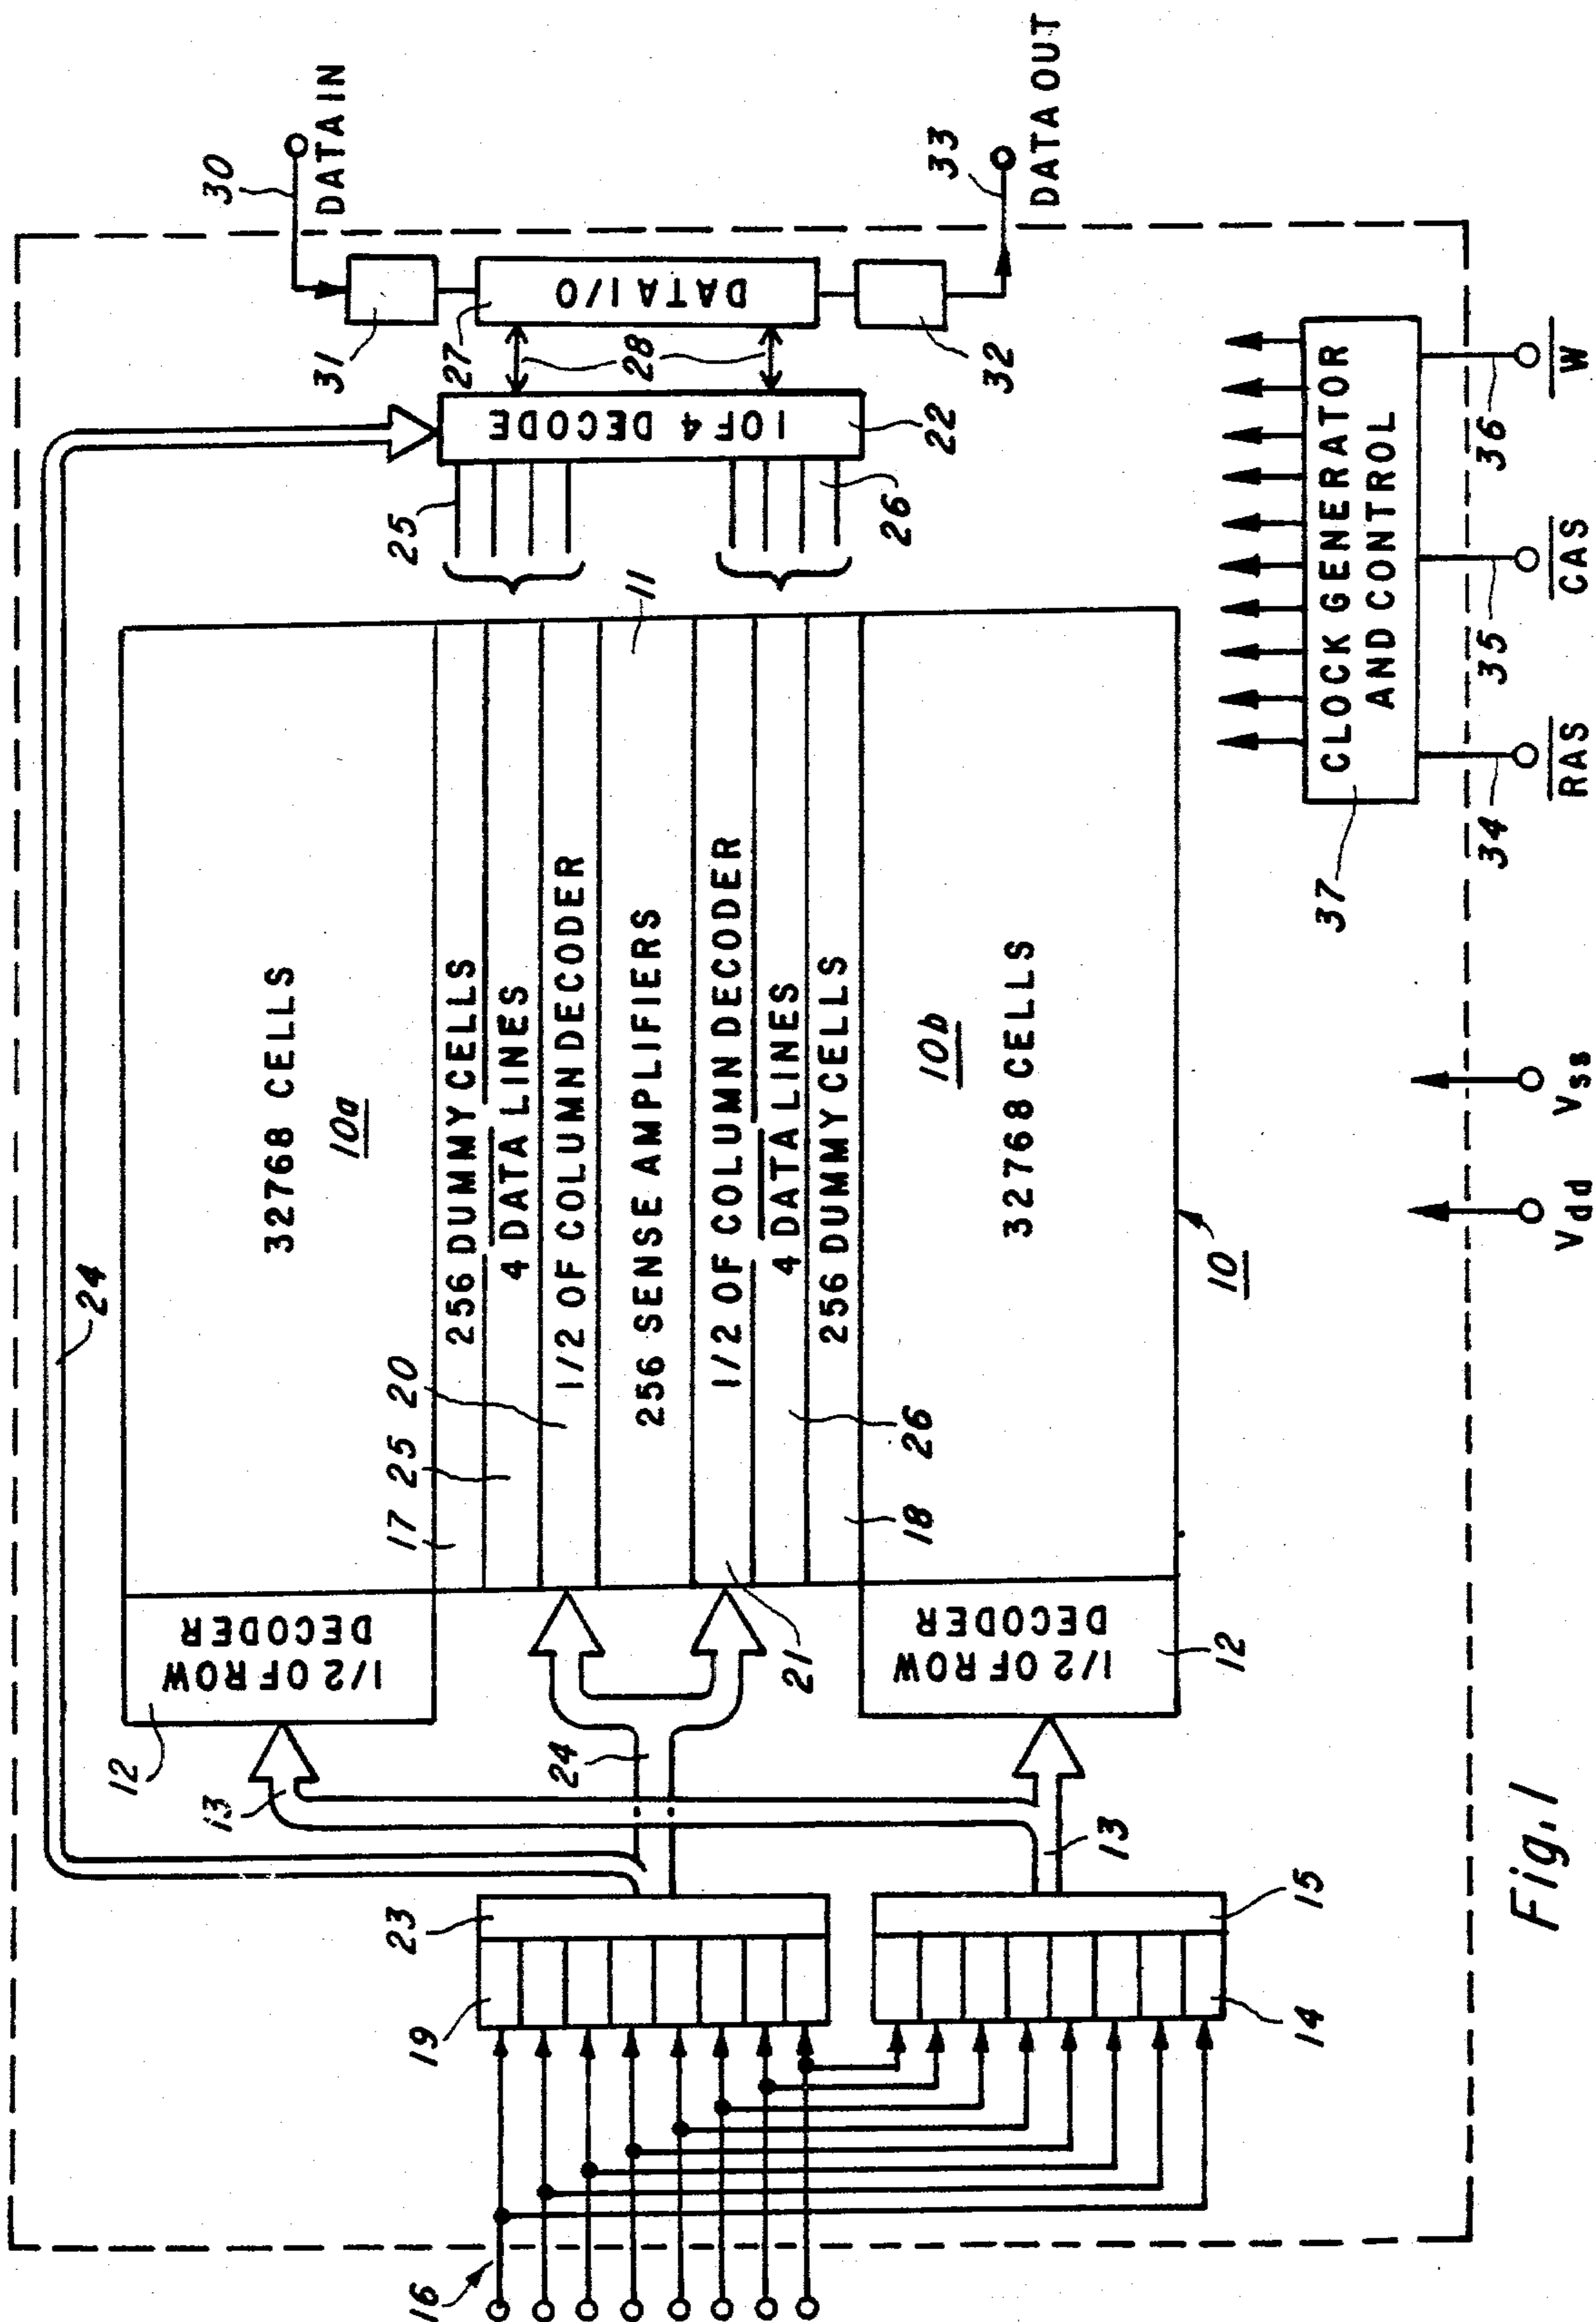 24
30
DATA IN
31
DATA I/O
27
28
25
1 OF 4 DECODE
22
26
32
33
DATA OUT
12
1/2 OF ROW
DECODER
13
32768 CELLS
10a
17
256 DUMMY CELLS
25
4 DATA LINES
20
1/2 OF COLUMN DECODER
256 SENSE AMPLIFIERS
11
24
21
1/2 OF COLUMN DECODER
26
4 DATA LINES
18
256 DUMMY CELLS
10b
32768 CELLS
10
12
1/2 OF ROW
DECODER
13
23
19
15
14
16
37
CLOCK GENERATOR
AND CONTROL
34
35
36
RAS
CAS
W
Vdd
Vss
Fig. 1